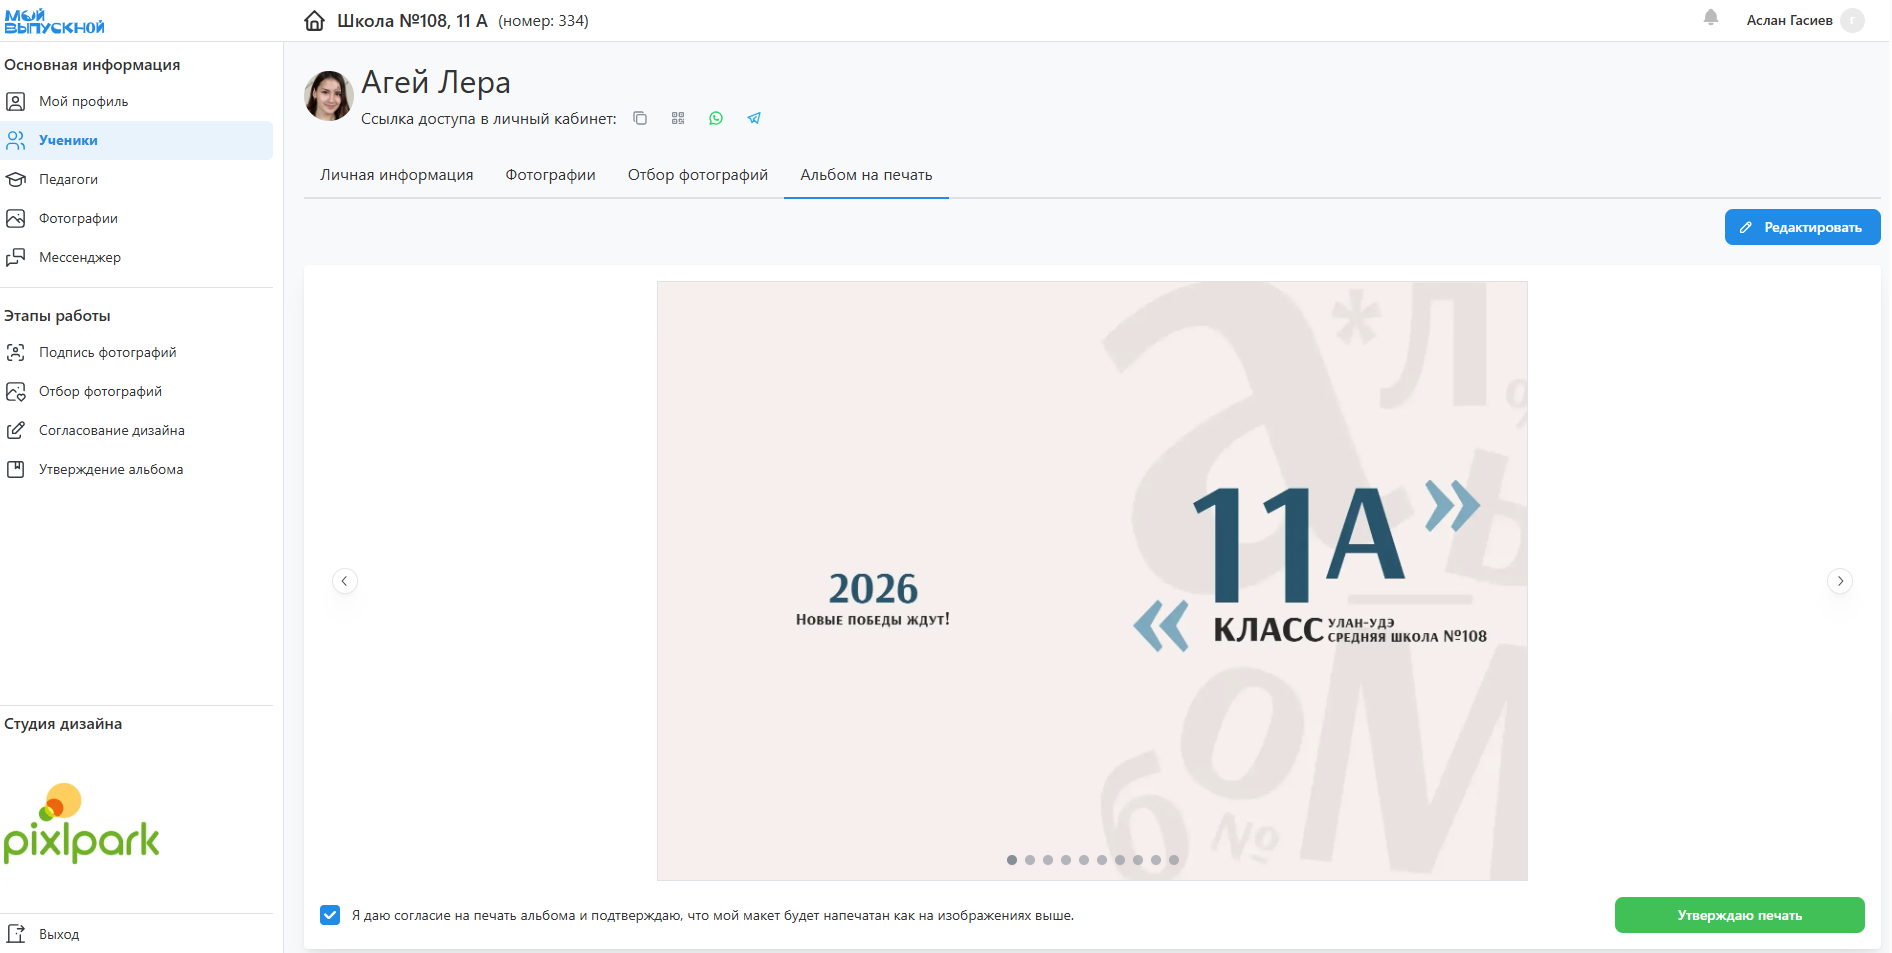 МОЙ
ВЫПУСКНОЙ
Школа №108, 11 А (номер: 334)
Аслан Гасиев
г
Основная информация
Мой профиль
Ученики
Педагоги
Фотографии
Мессенджер
Этапы работы
Подпись фотографий
Отбор фотографий
Согласование дизайна
Утверждение альбома
Студия дизайна
pixlpark
Выход
Агей Лера
Ссылка доступа в личный кабинет:
Личная информация Фотографии Отбор фотографий Альбом на печать
Редактировать
а * Л %
Ь
2026
Новые победы ждут!
11А »
« КЛАСС УЛАН-УДЭ
СРЕДНЯЯ ШКОЛА №108
б о М
№
Я даю согласие на печать альбома и подтверждаю, что мой макет будет напечатан как на изображениях выше.
Утверждаю печать